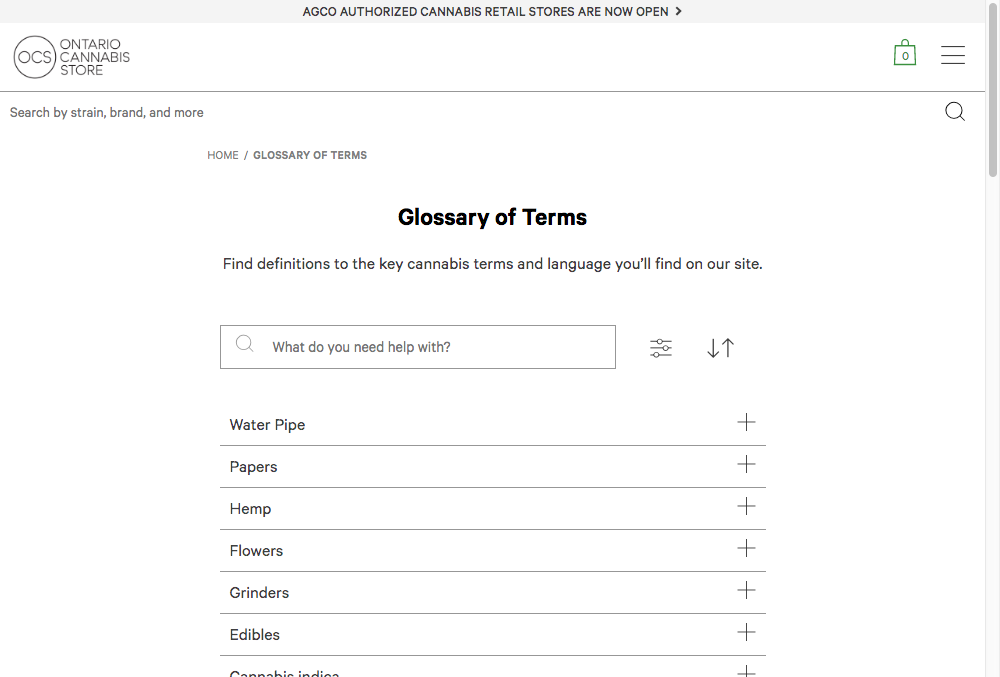 AGCO AUTHORIZED CANNABIS RETAIL STORES ARE NOW OPEN
OCS
ONTARIO
CANNABIS
STORE
0
Search by strain, brand, and more
HOME / GLOSSARY OF TERMS
Glossary of Terms
Find definitions to the key cannabis terms and language you’ll find on our site.
What do you need help with?
Water Pipe
Papers
Hemp
Flowers
Grinders
Edibles
Cannabis indica